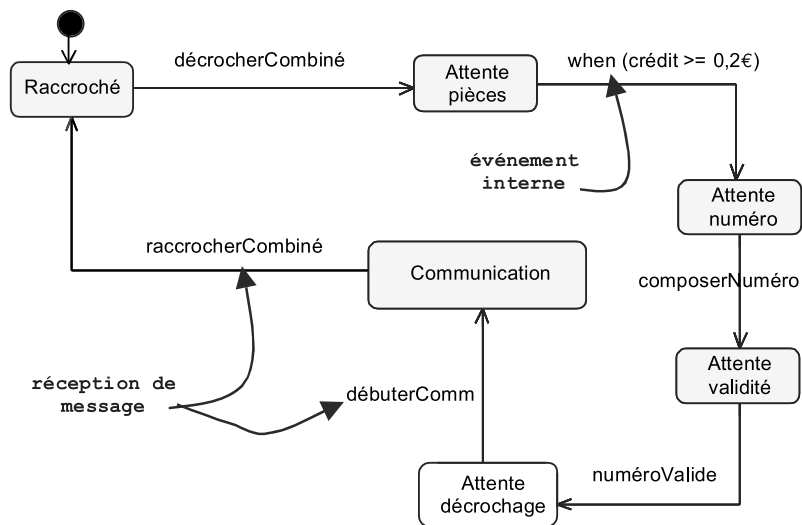 décrocherCombiné
when (crédit >= 0,2€)
Raccroché
Attente
pièces
événement
interne
Attente
numéro
raccrocherCombiné
Communication
composerNuméro
réception de
message
débuterComm
Attente
validité
Attente
décrochage
numéroValide